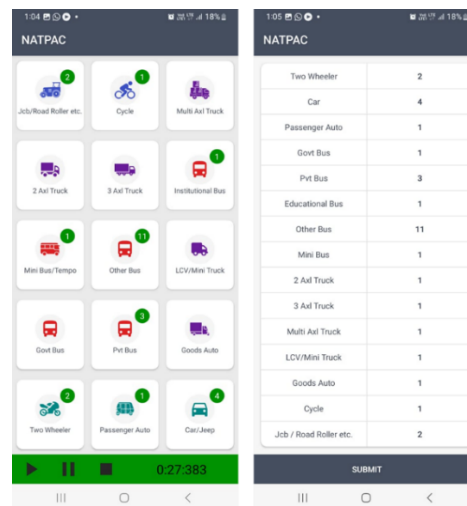 1:04
18%
NATPAC
2
1
Jcb/Road Roller etc.
Cycle
Multi Axl Truck
1
2 Axl Truck
3 Axl Truck
Institutional Bus
1
11
Mini Bus/Tempo
Other Bus
LCV/Mini Truck
3
Govt Bus
Pvt Bus
Goods Auto
2
1
4
Two Wheeler
Passenger Auto
Car/Jeep
0:27:383
1:05
18%
NATPAC
Two Wheeler 2
Car 4
Passenger Auto 1
Govt Bus 1
Pvt Bus 3
Educational Bus 1
Other Bus 11
Mini Bus 1
2 Axl Truck 1
3 Axl Truck 1
Multi Axl Truck 1
LCV/Mini Truck 1
Goods Auto 1
Cycle 1
Jcb / Road Roller etc. 2
SUBMIT